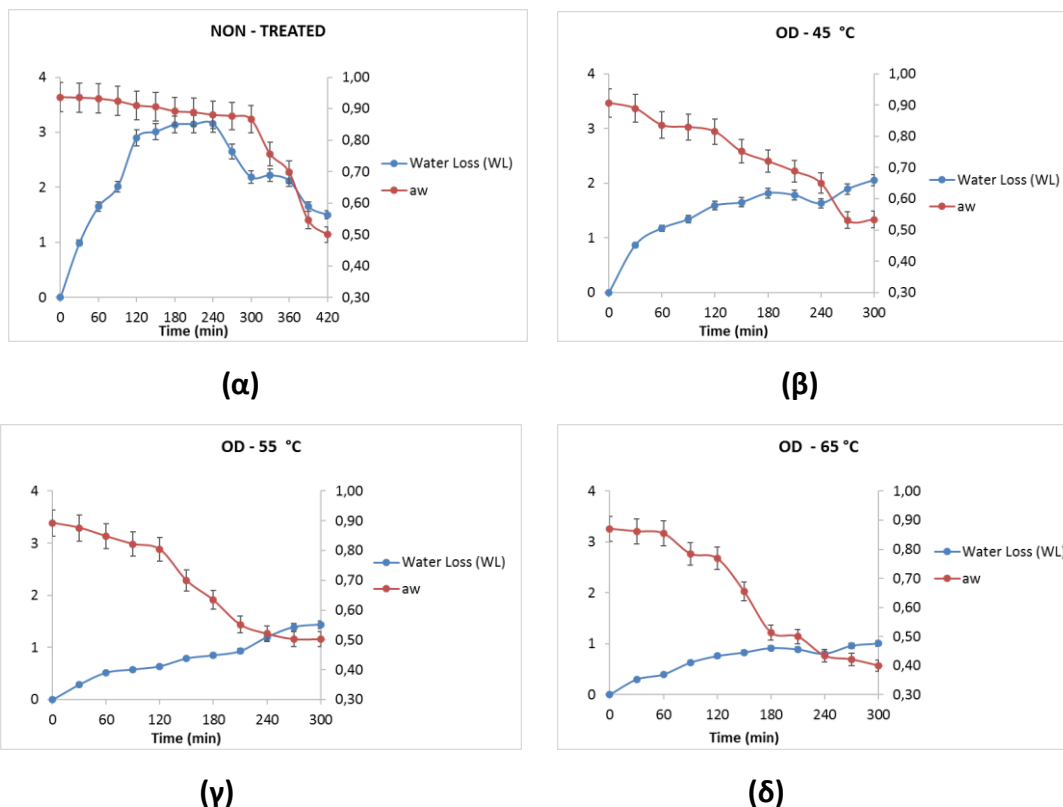 NON - TREATED
4
3
2
1
0
1,00
0,90
0,80
0,70
0,60
0,50
0,40
0,30
0 60 120 180 240 300 360 420
Time (min)
Water Loss (WL)
aw
(α)
OD - 45 °C
4
3
2
1
0
1,00
0,90
0,80
0,70
0,60
0,50
0,40
0,30
0 60 120 180 240 300
Time (min)
Water Loss (WL)
aw
(β)
OD - 55 °C
4
3
2
1
0
1,00
0,90
0,80
0,70
0,60
0,50
0,40
0,30
0 60 120 180 240 300
Time (min)
Water Loss (WL)
aw
(γ)
OD - 65 °C
4
3
2
1
0
1,00
0,90
0,80
0,70
0,60
0,50
0,40
0,30
0 60 120 180 240 300
Time (min)
Water Loss (WL)
aw
(δ)